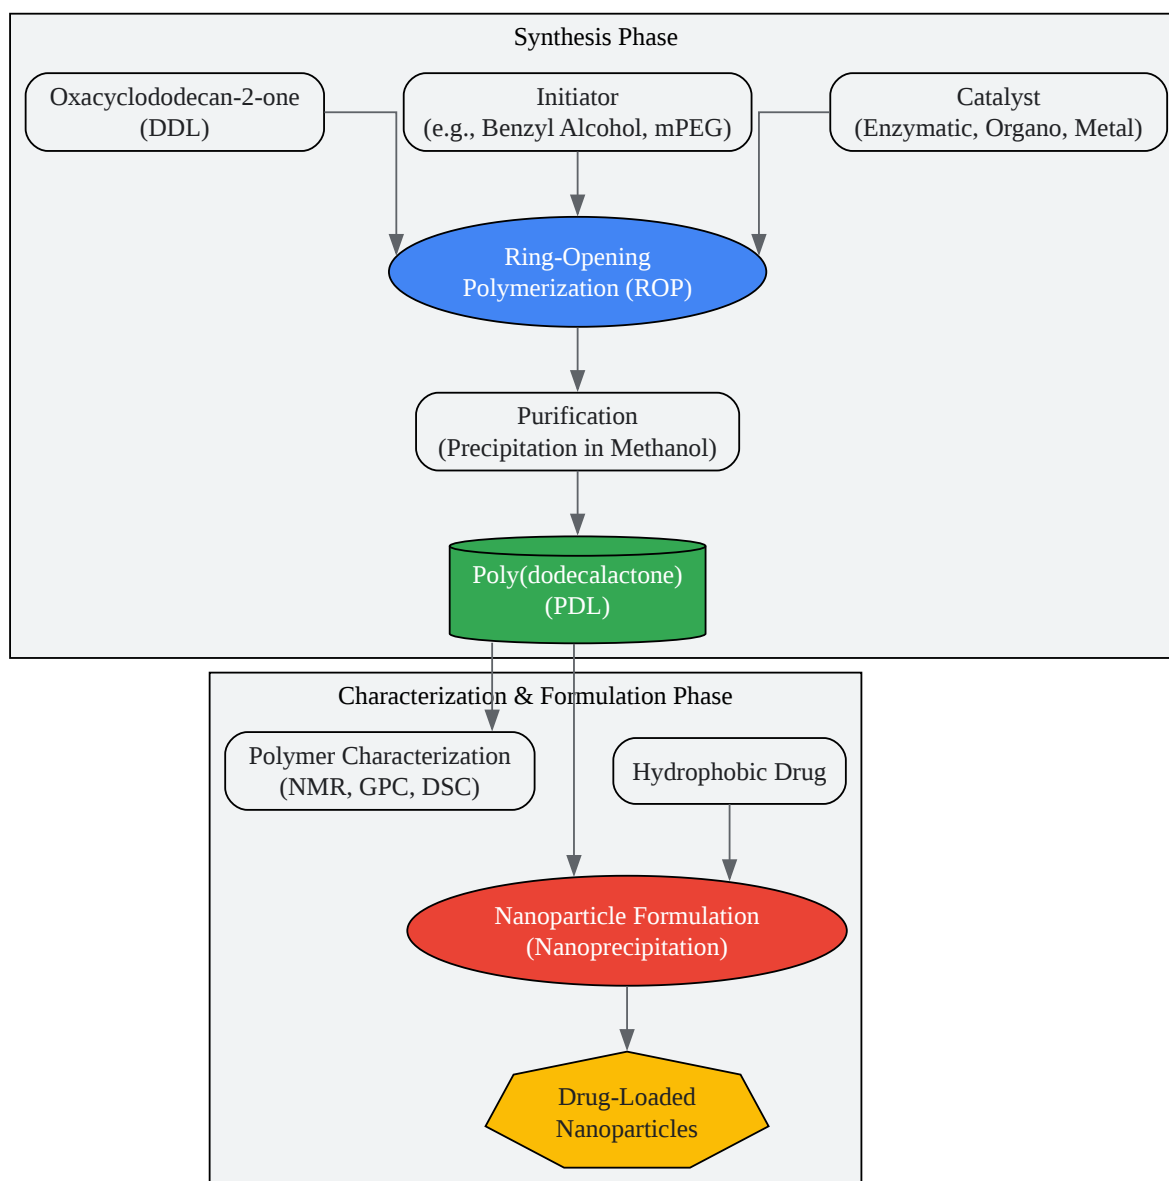 Synthesis Phase
Oxacyclododecan-2-one
(DDL)
Initiator
(e.g., Benzyl Alcohol, mPEG)
Catalyst
(Enzymatic, Organo, Metal)
Ring-Opening
Polymerization (ROP)
Purification
(Precipitation in Methanol)
Poly(dodecalactone)
(PDL)
Characterization & Formulation Phase
Polymer Characterization
(NMR, GPC, DSC)
Hydrophobic Drug
Nanoparticle Formulation
(Nanoprecipitation)
Drug-Loaded
Nanoparticles